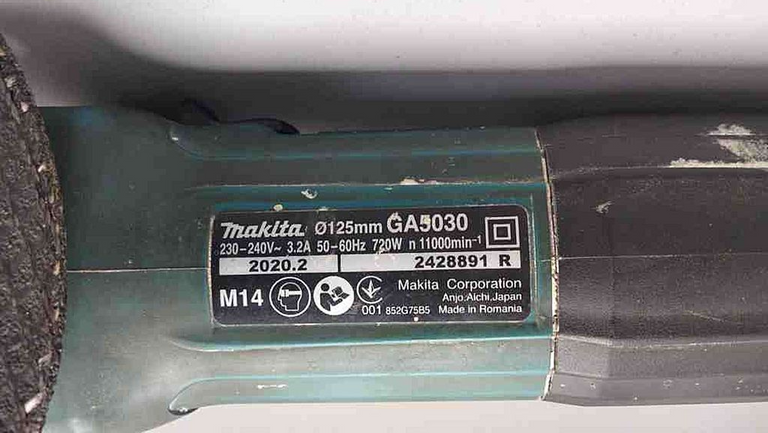 makita Ø125mm GA5030
230-240V~ 3.2A 50-60Hz 720W n 11000min⁻¹
2020.2 2428891 R
M14
Makita Corporation
Anjo, Aichi, Japan
001 852G75B5 Made in Romania